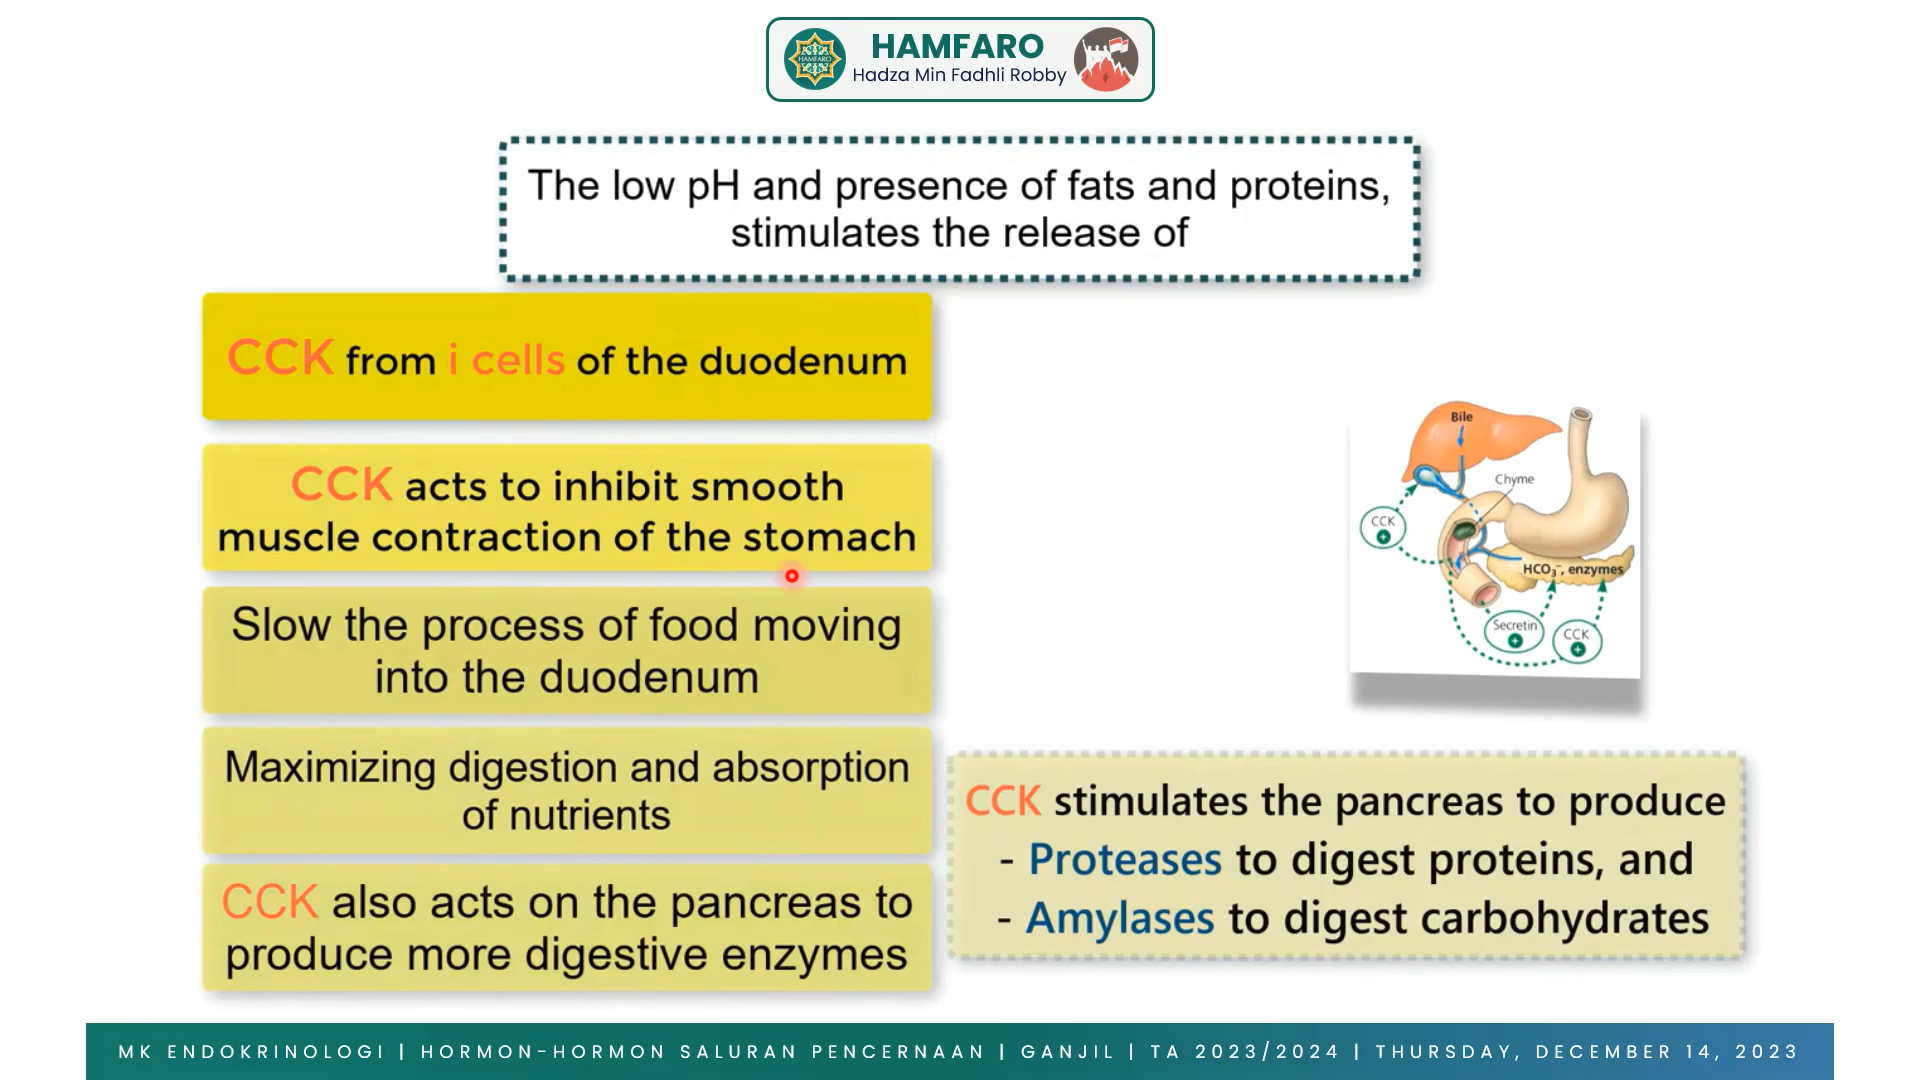 HAMFARO
HAMFARO
Hadza Min Fadhli Robby
The low pH and presence of fats and proteins,
stimulates the release of
CCK from i cells of the duodenum
CCK acts to inhibit smooth
muscle contraction of the stomach
Slow the process of food moving
into the duodenum
Maximizing digestion and absorption
of nutrients
CCK also acts on the pancreas to
produce more digestive enzymes
Bile
Chyme
CCK
+
HCO3−, enzymes
Secretin
+
CCK
+
CCK stimulates the pancreas to produce
- Proteases to digest proteins, and
- Amylases to digest carbohydrates
MK ENDOKRINOLOGI | HORMON-HORMON SALURAN PENCERNAAN | GANJIL | TA 2023/2024 | THURSDAY, DECEMBER 14, 2023